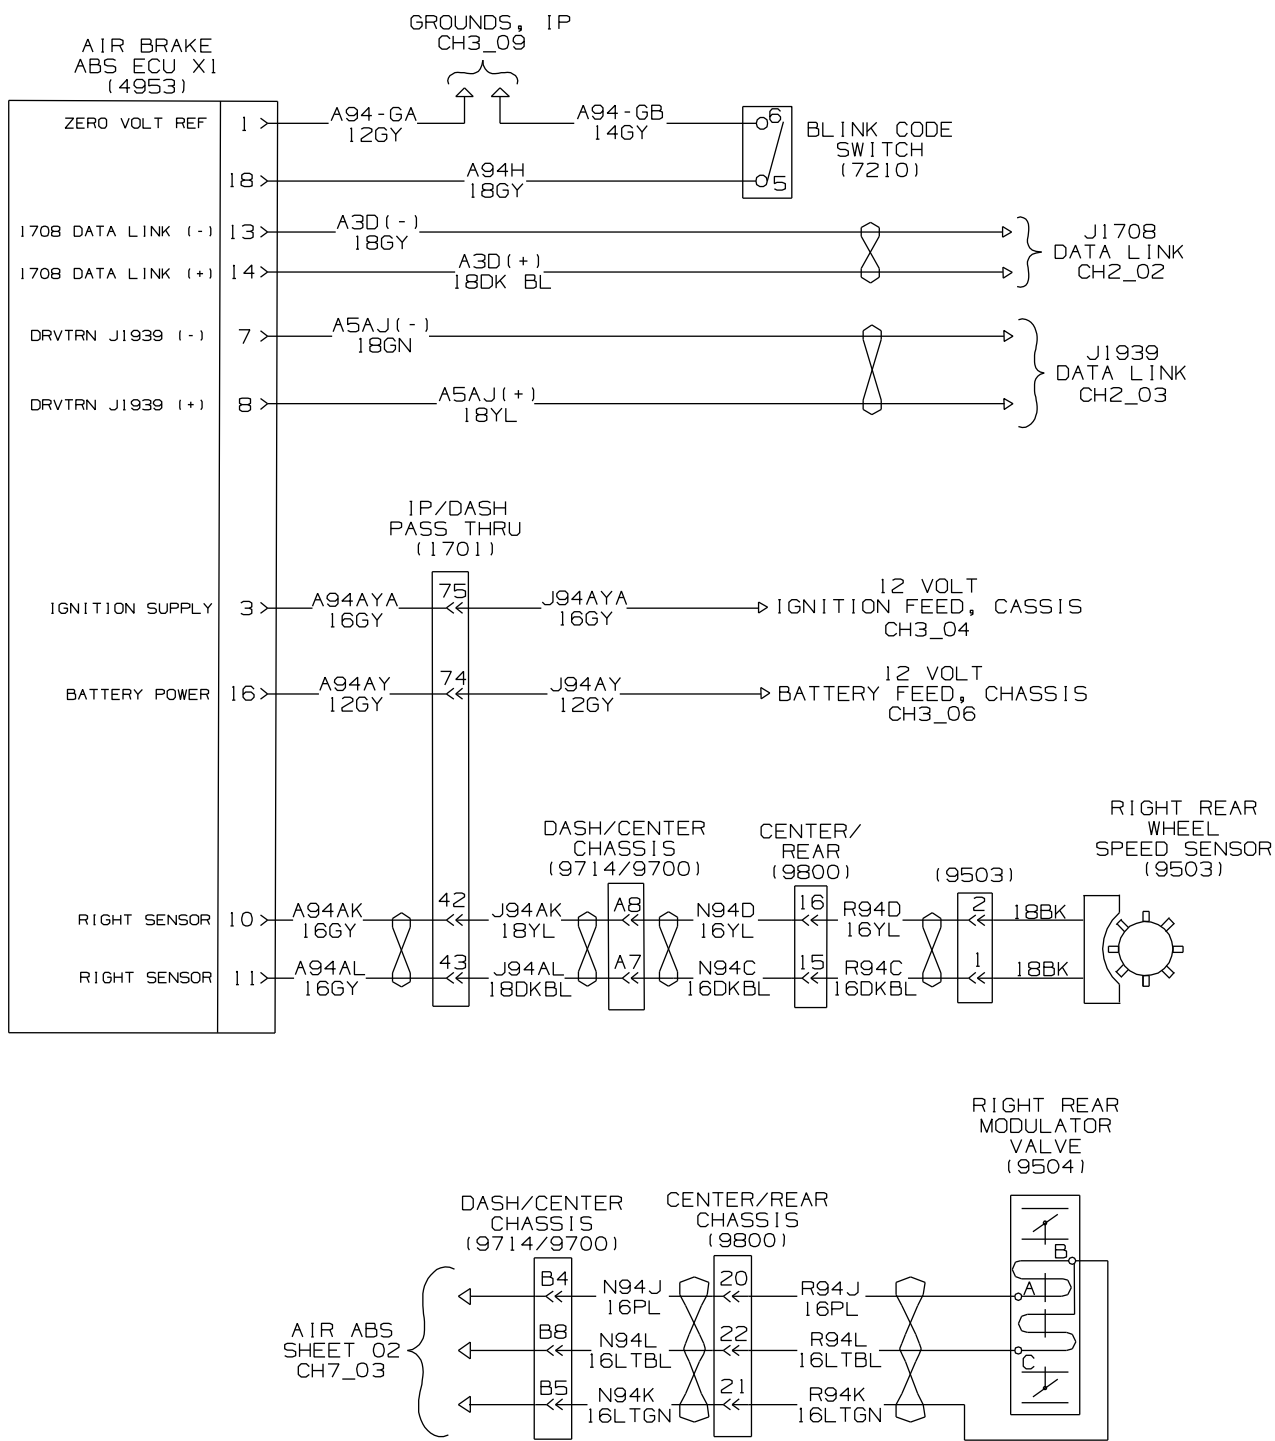 GROUNDS, IP
CH3_09
AIR BRAKE
ABS ECU X1
(4953)
ZERO VOLT REF
1
A94-GA
12GY
A94-GB
14GY
6
5
BLINK CODE
SWITCH
(7210)
18
A94H
18GY
1708 DATA LINK (-)
13
A3D(-)
18GY
1708 DATA LINK (+)
14
A3D(+)
18DK BL
J1708
DATA LINK
CH2_02
DRVTRN J1939 (-)
7
A5AJ(-)
18GN
DRVTRN J1939 (+)
8
A5AJ(+)
18YL
J1939
DATA LINK
CH2_03
IP/DASH
PASS THRU
(1701)
IGNITION SUPPLY
3
A94AYA
16GY
75
J94AYA
16GY
12 VOLT
IGNITION FEED, CASSIS
CH3_04
BATTERY POWER
16
A94AY
12GY
74
J94AY
12GY
12 VOLT
BATTERY FEED, CHASSIS
CH3_06
DASH/CENTER
CHASSIS
(9714/9700)
CENTER/
REAR
(9800)
(9503)
RIGHT REAR
WHEEL
SPEED SENSOR
(9503)
RIGHT SENSOR
10
A94AK
16GY
42
J94AK
18YL
A8
N94D
16YL
16
R94D
16YL
2
18BK
RIGHT SENSOR
11
A94AL
16GY
43
J94AL
18DKBL
A7
N94C
16DKBL
15
R94C
16DKBL
1
18BK
RIGHT REAR
MODULATOR
VALVE
(9504)
DASH/CENTER
CHASSIS
(9714/9700)
CENTER/REAR
CHASSIS
(9800)
AIR ABS
SHEET 02
CH7_03
B4
N94J
16PL
20
R94J
16PL
B
A
B8
N94L
16LTBL
22
R94L
16LTBL
C
B5
N94K
16LTGN
21
R94K
16LTGN